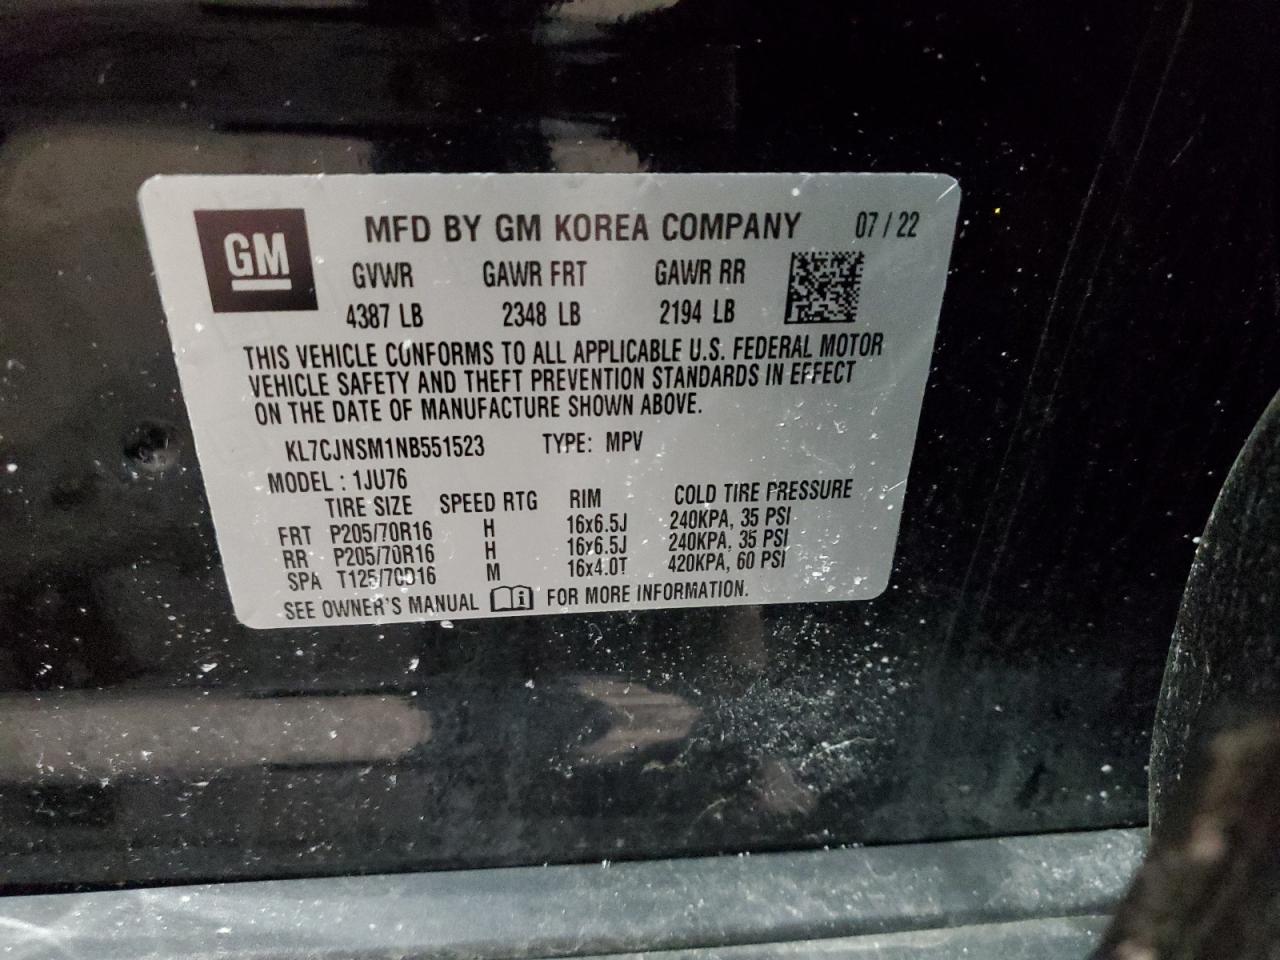 GM
MFD BY GM KOREA COMPANY 07/22
GVWR GAWR FRT GAWR RR
4387 LB 2348 LB 2194 LB
THIS VEHICLE CONFORMS TO ALL APPLICABLE U.S. FEDERAL MOTOR
VEHICLE SAFETY AND THEFT PREVENTION STANDARDS IN EFFECT
ON THE DATE OF MANUFACTURE SHOWN ABOVE.
KL7CJNSM1NB551523 TYPE: MPV
MODEL : 1JU76
TIRE SIZE SPEED RTG RIM COLD TIRE PRESSURE
FRT P205/70R16 H 16x6.5J 240KPA, 35 PSI
RR P205/70R16 H 16x6.5J 240KPA, 35 PSI
SPA T125/70D16 M 16x4.0T 420KPA, 60 PSI
SEE OWNER'S MANUAL FOR MORE INFORMATION.